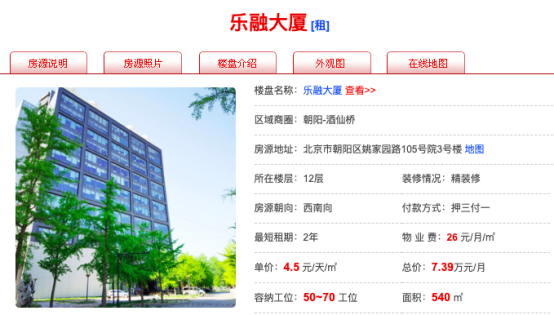 乐融大厦 [租]
房源说明 房源照片 楼盘介绍 外观图 在线地图
楼盘名称：乐融大厦 查看>>
区域商圈：朝阳-酒仙桥
房源地址：北京市朝阳区姚家园路105号院3号楼 地图
所在楼层：12层 装修情况：精装修
房源朝向：西南向 付款方式：押三付一
最短租期：2年 物 业 费：26 元/月/㎡
单价：4.5 元/天/㎡ 总价：7.39万元/月
容纳工位：50~70 工位 面积：540 ㎡